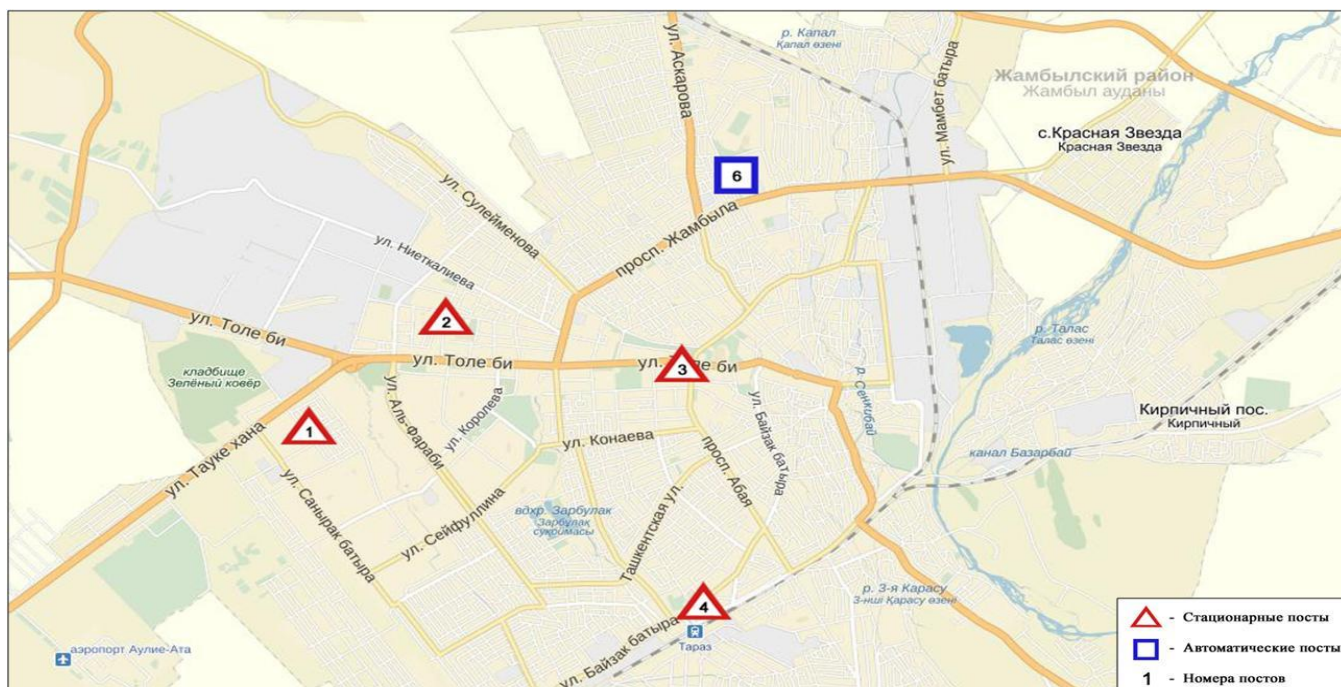 ул. Аскарова
р. Капал
Қапал өзені
ул. Мамбет батыра
Жамбылский район
Жамбыл ауданы
с.Красная Звезда
Красная Звезда
6
ул. Сулейменова
просп. Жамбыла
ул. Ниеткалиева
2
ул. Толе би
ул. Толе би
ул. Толе би
3
р. Талас
Талас өзені
кладбище
Зелёный ковёр
ул. Аль-Фараби
ул. Королева
ул. Байзак батыра
р. Сенкибай
Кирпичный пос.
Кирпичный
1
ул. Тауке хана
ул. Конаева
просп. Абая
канал Базарбай
ул. Санырак батыра
ул. Сейфуллина
вдхр. Зарбулак
Зарбулақ
суқоймасы
Ташкентская ул.
4
р. 3-я Карасу
3-нші Қарасу өзені
ул. Байзак батыра
Тараз
аэропорт Аулие-Ата
- Стационарные посты
- Автоматические посты
1 - Номера постов